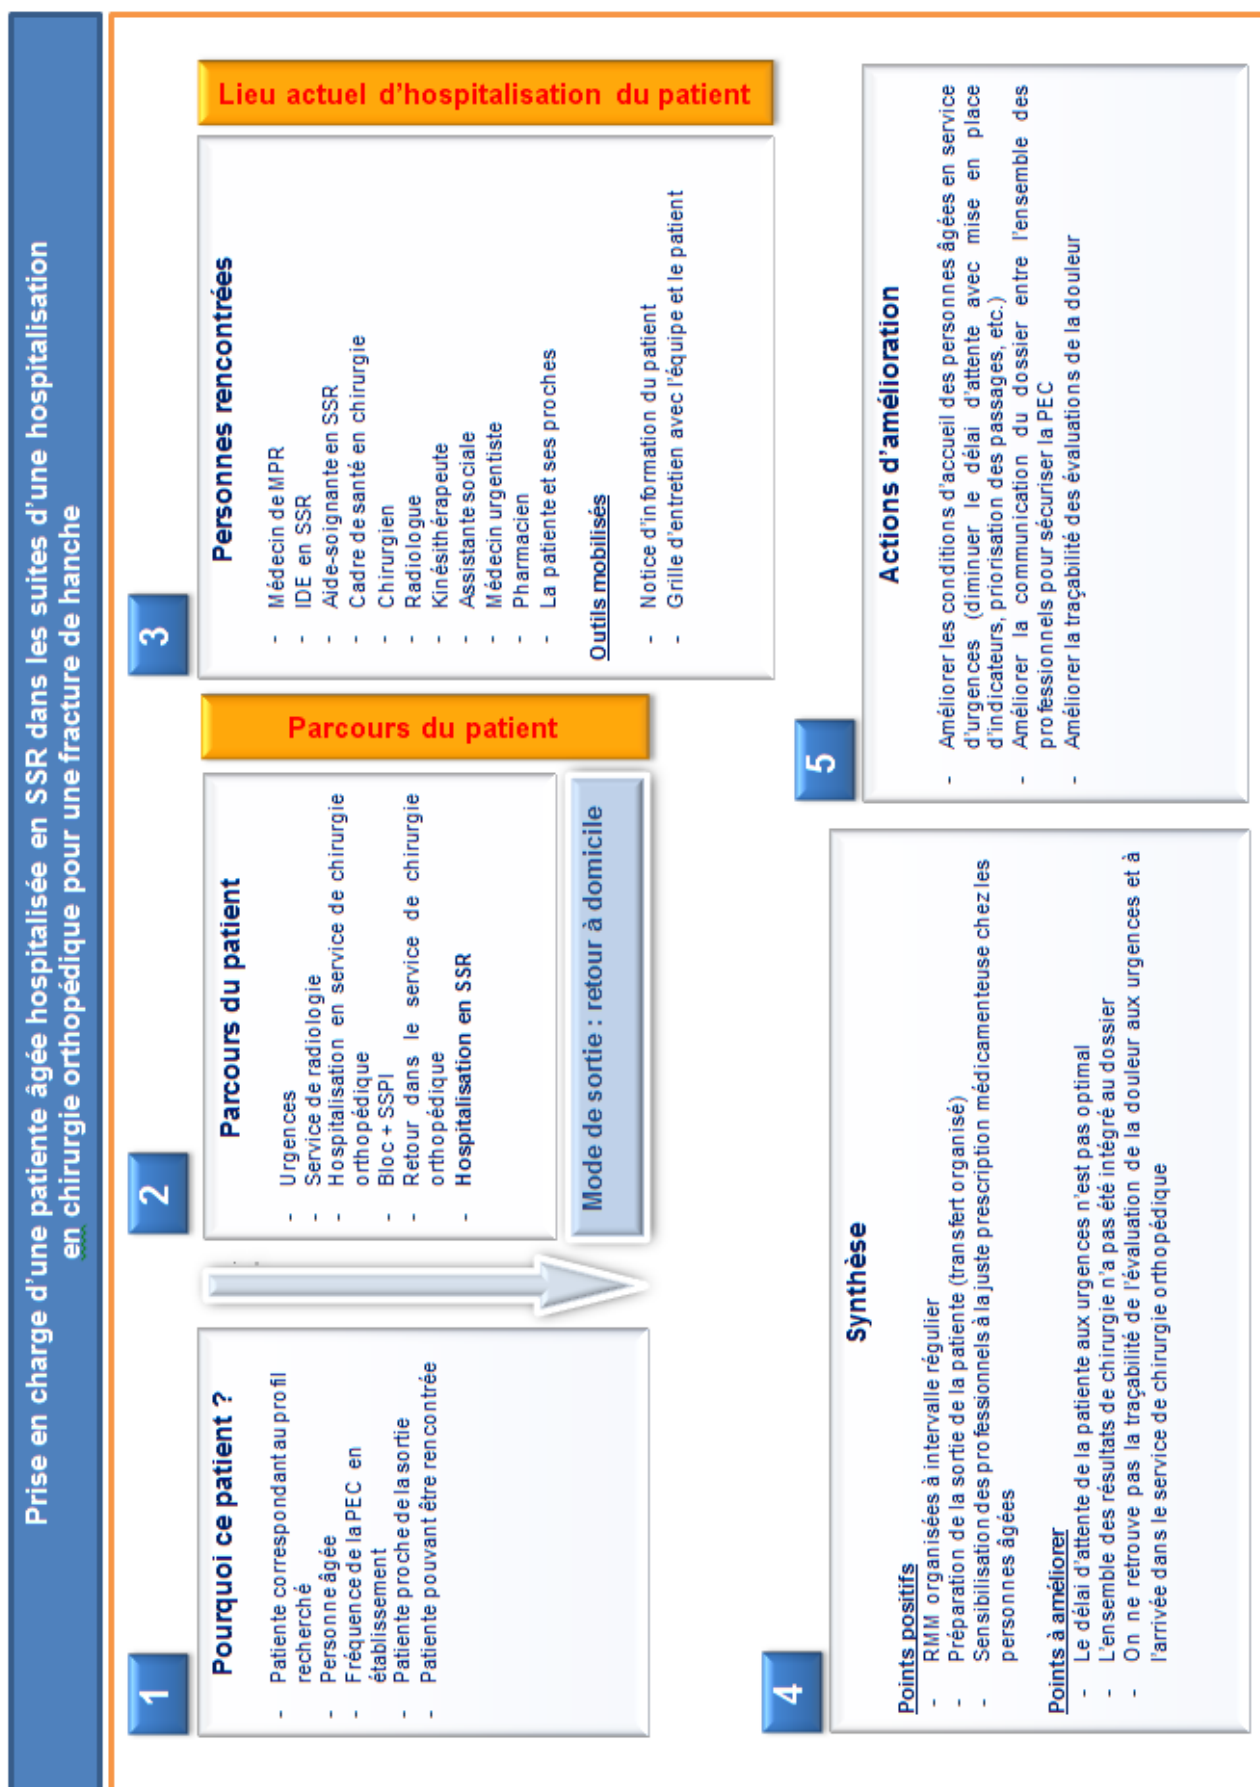 Prise en charge d'une patiente âgée hospitalisée en SSR dans les suites d'une hospitalisation
en chirurgie orthopédique pour une fracture de hanche
1
Pourquoi ce patient ?
- Patiente correspondant au profil
recherché
- Personne âgée
- Fréquence de la PEC en
établissement
- Patiente proche de la sortie
- Patiente pouvant être rencontrée
2
Parcours du patient
- Urgences
- Service de radiologie
- Hospitalisation en service de chirurgie
orthopédique
- Bloc + SSPI
- Retour dans le service de chirurgie
orthopédique
- Hospitalisation en SSR
Mode de sortie : retour à domicile
Parcours du patient
3
Personnes rencontrées
- Médecin de MPR
- IDE en SSR
- Aide-soignante en SSR
- Cadre de santé en chirurgie
- Chirurgien
- Radiologue
- Kinésithérapeute
- Assistante sociale
- Médecin urgentiste
- Pharmacien
- La patiente et ses proches
Outils mobilisés
- Notice d'information du patient
- Grille d'entretien avec l'équipe et le patient
Lieu actuel d'hospitalisation du patient
4
Synthèse
Points positifs
- RMM organisées à intervalle régulier
- Préparation de la sortie de la patiente (transfert organisé)
- Sensibilisation des professionnels à la juste prescription médicamenteuse chez les
personnes âgées
Points à améliorer
- Le délai d'attente de la patiente aux urgences n'est pas optimal
- L'ensemble des résultats de chirurgie n'a pas été intégré au dossier
- On ne retrouve pas la traçabilité de l'évaluation de la douleur aux urgences et à
l'arrivée dans le service de chirurgie orthopédique
5
Actions d'amélioration
- Améliorer les conditions d'accueil des personnes âgées en service
d'urgences (diminuer le délai d'attente avec mise en place
d'indicateurs, priorisation des passages, etc.)
- Améliorer la communication du dossier entre l'ensemble des
professionnels pour sécuriser la PEC
- Améliorer la traçabilité des évaluations de la douleur